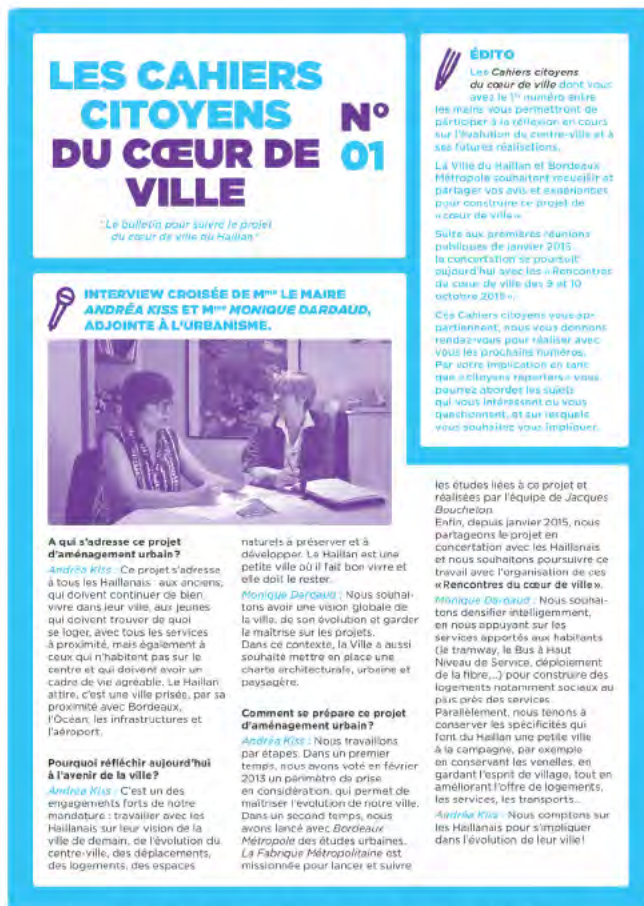 LES CAHIERS
CITOYENS
DU CŒUR DE
VILLE
N°
01
"Le bulletin pour suivre le projet
du cœur de ville du Haillan"
ÉDITO
Les Cahiers citoyens
du cœur de ville dont vous
avez le 1er numéro entre
les mains vous permettront de
participer à la réflexion en cours
sur l'évolution du centre-ville et à
ses futures réalisations.
La Ville du Haillan et Bordeaux
Métropole souhaitent recueillir et
partager vos avis et expériences
pour construire ce projet de
« cœur de ville ».
Suite aux premières réunions
publiques de janvier 2015
la concertation se poursuit
aujourd'hui avec les « Rencontres
du cœur de ville des 9 et 10
octobre 2015 ».
Ces Cahiers citoyens vous ap-
partiennent, nous vous donnons
rendez-vous pour réaliser avec
vous les prochains numéros.
Par votre implication en tant
que « citoyens reporters » vous
pourrez aborder les sujets
qui vous intéressent ou vous
questionnent, et sur lesquels
vous souhaitez vous impliquer.
INTERVIEW CROISÉE DE Mme LE MAIRE
ANDRÉA KISS ET Mme MONIQUE DARDAUD,
ADJOINTE À L'URBANISME.
A qui s'adresse ce projet
d'aménagement urbain ?
Andréa Kiss : Ce projet s'adresse
à tous les Haillanais : aux anciens,
qui doivent continuer de bien
vivre dans leur ville, aux jeunes
qui doivent trouver de quoi
se loger, avec tous les services
à proximité, mais également à
ceux qui n'habitent pas sur le
centre et qui doivent avoir un
cadre de vie agréable. Le Haillan
attire, c'est une ville prisée, par sa
proximité avec Bordeaux,
l'Océan, les infrastructures et
l'aéroport.
Pourquoi réfléchir aujourd'hui
à l'avenir de la ville ?
Andréa Kiss : C'est un des
engagements forts de notre
mandature : travailler avec les
Haillanais sur leur vision de la
ville de demain, de l'évolution du
centre-ville, des déplacements,
des logements, des espaces
naturels à préserver et à
développer. Le Haillan est une
petite ville où il fait bon vivre et
elle doit le rester.
Monique Dardaud : Nous souhai-
tons avoir une vision globale de
la ville, de son évolution et garder
la maîtrise sur les projets.
Dans ce contexte, la Ville a aussi
souhaité mettre en place une
charte architecturale, urbaine et
paysagère.
Comment se prépare ce projet
d'aménagement urbain ?
Andréa Kiss : Nous travaillons
par étapes. Dans un premier
temps, nous avons voté en février
2013 un périmètre de prise
en considération, qui permet de
maîtriser l'évolution de notre ville.
Dans un second temps, nous
avons lancé avec Bordeaux
Métropole des études urbaines.
La Fabrique Métropolitaine est
missionnée pour lancer et suivre
les études liées à ce projet et
réalisées par l'équipe de Jacques
Boucheton.
Enfin, depuis janvier 2015, nous
partageons le projet en
concertation avec les Haillanais
et nous souhaitons poursuivre ce
travail avec l'organisation de ces
« Rencontres du cœur de ville ».
Monique Dardaud : Nous souhai-
tons densifier intelligemment,
en nous appuyant sur les
services apportés aux habitants
(le tramway, le Bus à Haut
Niveau de Service, déploiement
de la fibre,...) pour construire des
logements notamment sociaux au
plus près des services.
Parallèlement, nous tenons à
conserver les spécificités qui
font du Haillan une petite ville
à la campagne, par exemple
en conservant les venelles, en
gardant l'esprit de village, tout en
améliorant l'offre de logements,
les services, les transports...
Andréa Kiss : Nous comptons sur
les Haillanais pour s'impliquer
dans l'évolution de leur ville !